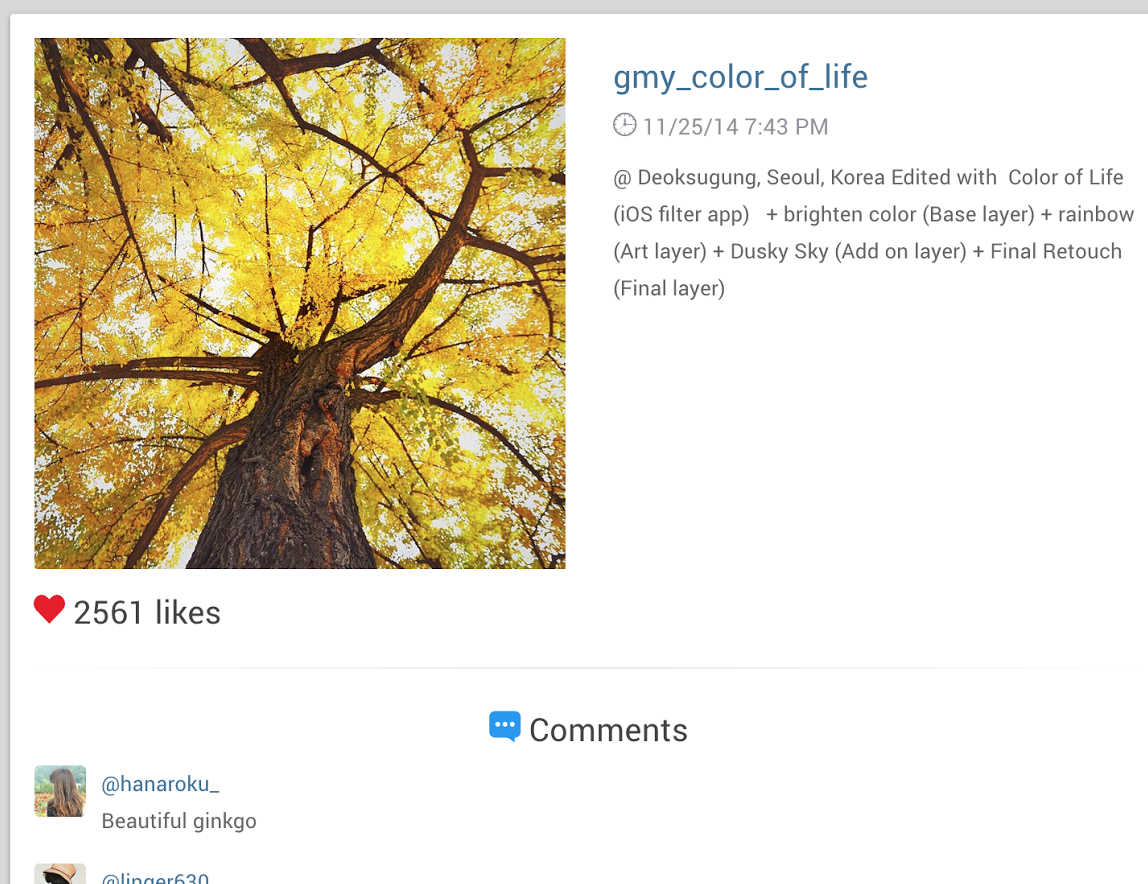 gmy_color_of_life
11/25/14 7:43 PM
@ Deoksugung, Seoul, Korea Edited with  Color of Life
(iOS filter app)   + brighten color (Base layer) + rainbow
(Art layer) + Dusky Sky (Add on layer) + Final Retouch
(Final layer)
2561 likes
Comments
@hanaroku_
Beautiful ginkgo
@linger630